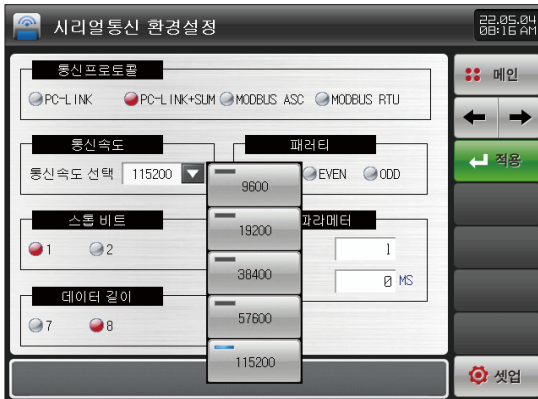 시리얼통신 환경설정
22.05.04
08:16 AM
통신프로토콜
PC-LINK
PC-LINK+SUM
MODBUS ASC
MODBUS RTU
통신속도
통신속도 선택
115200
패러티
EVEN
ODD
9600
19200
38400
57600
115200
스톱 비트
1
2
파라메터
1
0 MS
데이터 길이
7
8
메인
적용
셋업